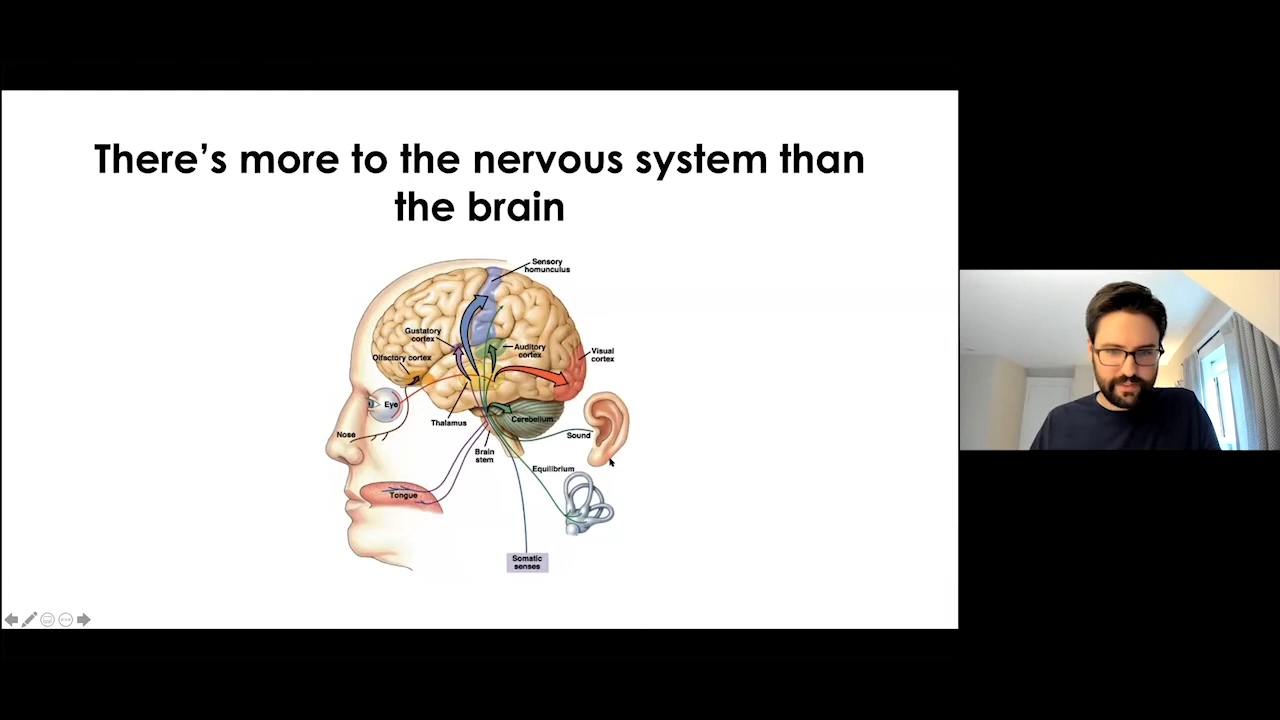 There's more to the nervous system than
the brain
Sensory
homunculus
Gustatory
cortex
Auditory
cortex
Visual
cortex
Olfactory cortex
Eye
Thalamus
Cerebellum
Nose
Sound
Brain
stem
Equilibrium
Tongue
Somatic
senses